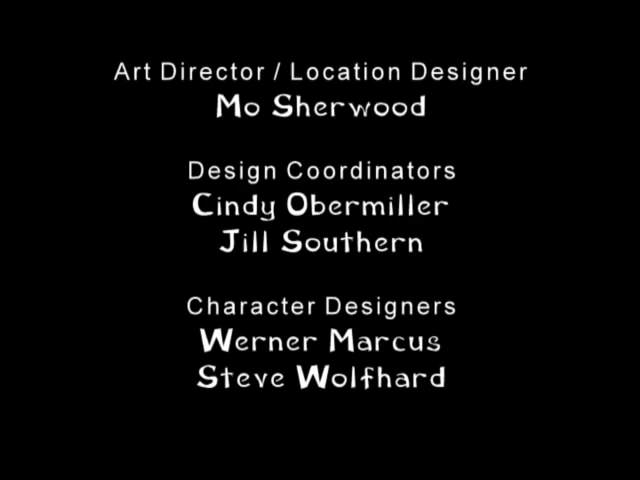 Art Director / Location Designer
Mo Sherwood
Design Coordinators
Cindy Obermiller
Jill Southern
Character Designers
Werner Marcus
Steve Wolfhard